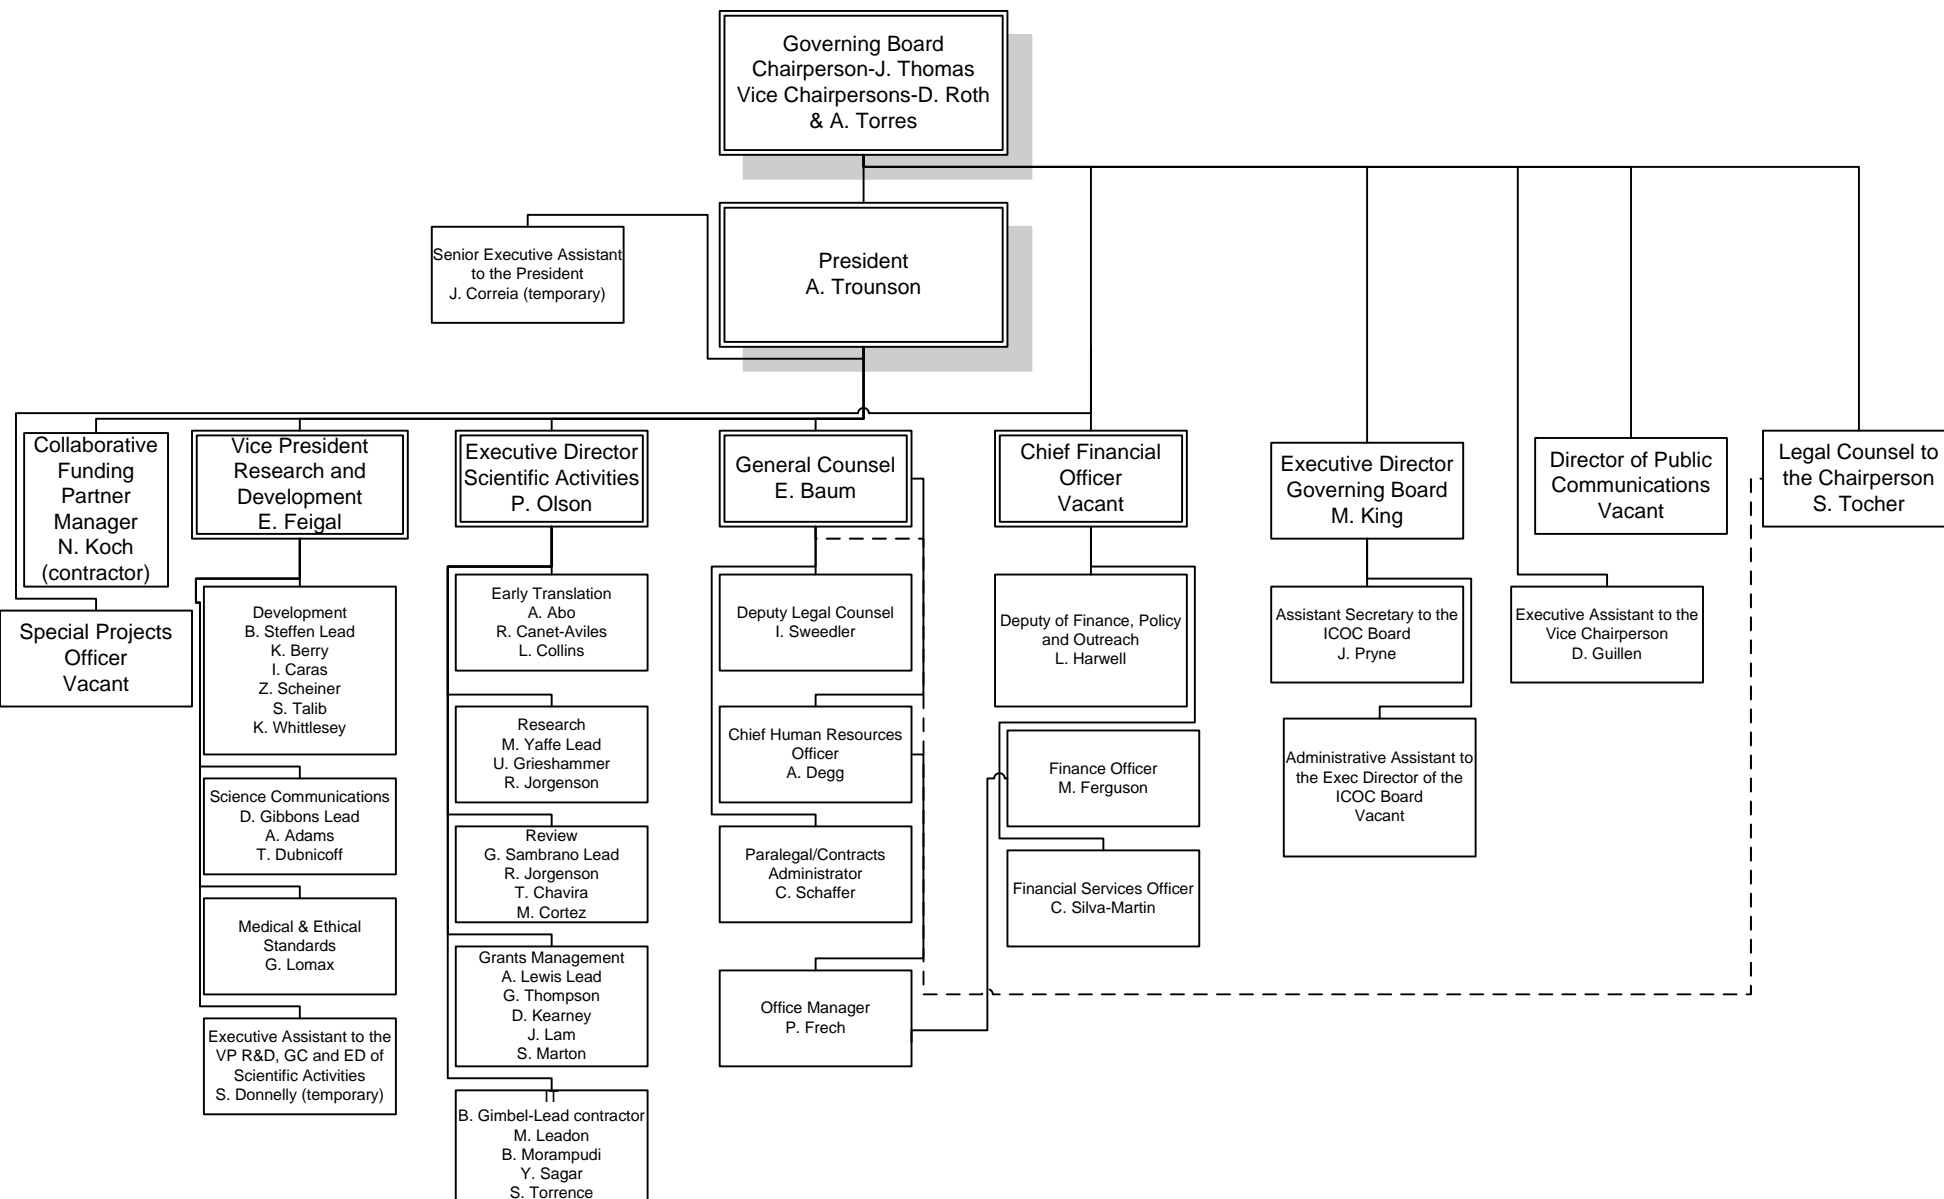 Governing Board
Chairperson-J. Thomas
Vice Chairpersons-D. Roth
& A. Torres
President
A. Trounson
Senior Executive Assistant
to the President
J. Correia (temporary)
Collaborative
Funding
Partner
Manager
N. Koch
(contractor)
Special Projects
Officer
Vacant
Vice President
Research and
Development
E. Feigal
Development
B. Steffen Lead
K. Berry
I. Caras
Z. Scheiner
S. Talib
K. Whittlesey
Science Communications
D. Gibbons Lead
A. Adams
T. Dubnicoff
Medical & Ethical
Standards
G. Lomax
Executive Assistant to the
VP R&D, GC and ED of
Scientific Activities
S. Donnelly (temporary)
Executive Director
Scientific Activities
P. Olson
Early Translation
A. Abo
R. Canet-Aviles
L. Collins
Research
M. Yaffe Lead
U. Grieshammer
R. Jorgenson
Review
G. Sambrano Lead
R. Jorgenson
T. Chavira
M. Cortez
Grants Management
A. Lewis Lead
G. Thompson
D. Kearney
J. Lam
S. Marton
IT
B. Gimbel-Lead contractor
M. Leadon
B. Morampudi
Y. Sagar
S. Torrence
General Counsel
E. Baum
Deputy Legal Counsel
I. Sweedler
Chief Human Resources
Officer
A. Degg
Paralegal/Contracts
Administrator
C. Schaffer
Office Manager
P. Frech
Chief Financial
Officer
Vacant
Deputy of Finance, Policy
and Outreach
L. Harwell
Finance Officer
M. Ferguson
Financial Services Officer
C. Silva-Martin
Executive Director
Governing Board
M. King
Assistant Secretary to the
ICOC Board
J. Pryne
Administrative Assistant to
the Exec Director of the
ICOC Board
Vacant
Director of Public
Communications
Vacant
Executive Assistant to the
Vice Chairperson
D. Guillen
Legal Counsel to
the Chairperson
S. Tocher